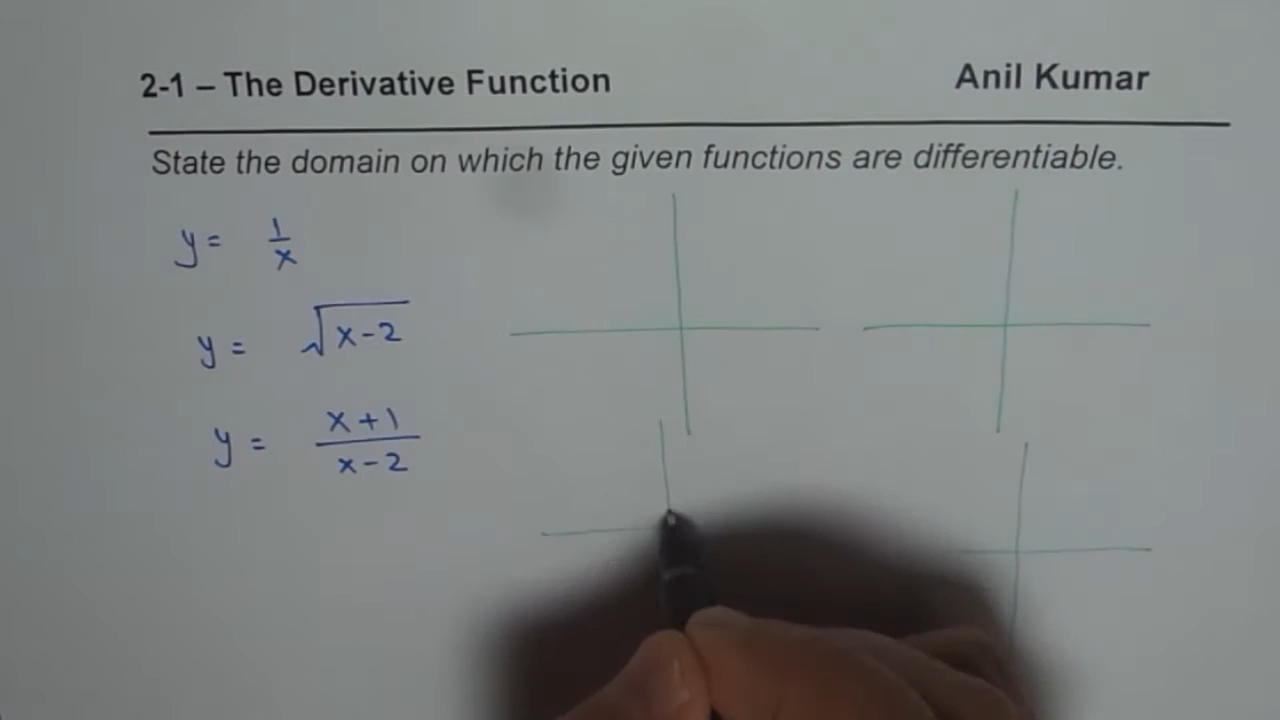 2-1 – The Derivative Function
Anil Kumar
State the domain on which the given functions are differentiable.
y = 1/x
y = √(x-2)
y = (x+1)/(x-2)